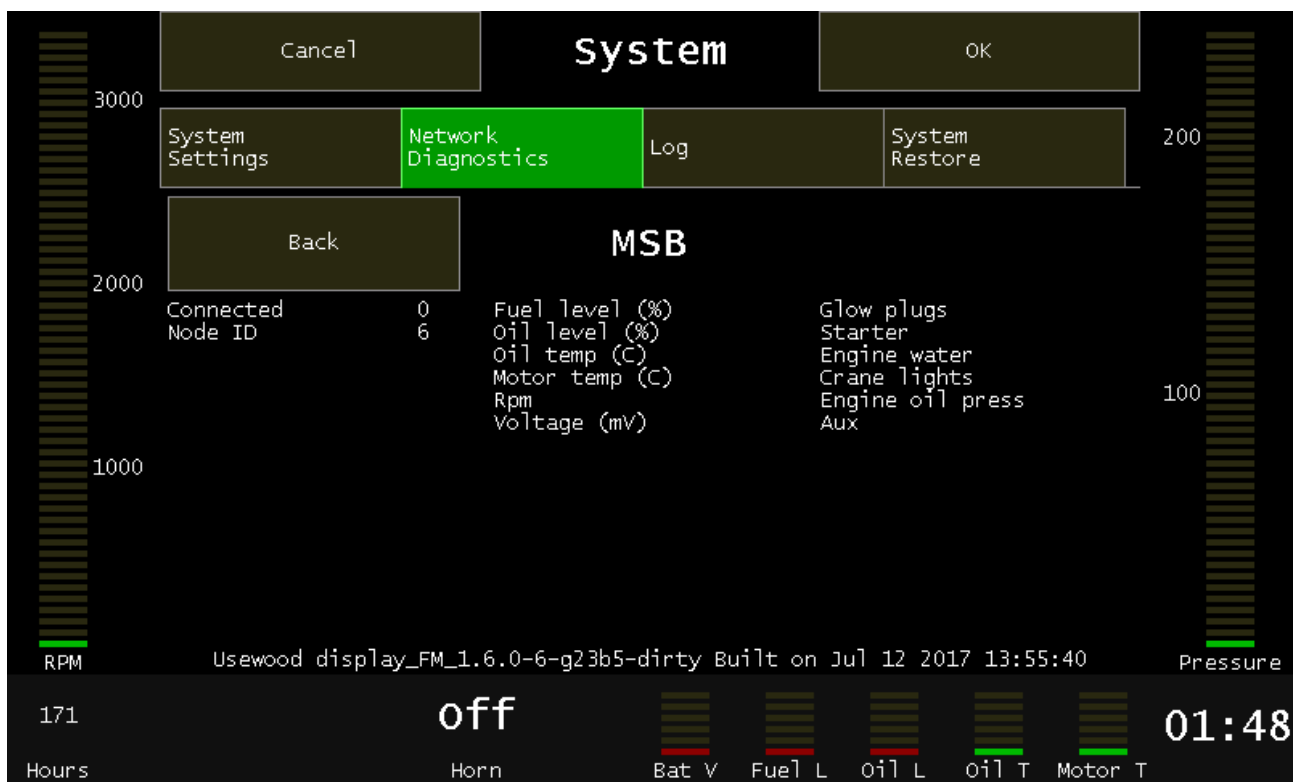 Cancel
System
OK
3000
System
Settings
Network
Diagnostics
Log
System
Restore
200
Back
MSB
2000
Connected 0
Node ID 6
Fuel level (%)
Oil level (%)
Oil temp (C)
Motor temp (C)
Rpm
Voltage (mV)
Glow plugs
Starter
Engine water
Crane lights
Engine oil press
Aux
100
1000
RPM
Usewood display_FM_1.6.0-6-g23b5-dirty Built on Jul 12 2017 13:55:40
Pressure
171
off
01:48
Hours
Horn
Bat V
Fuel L
Oil L
Oil T
Motor T